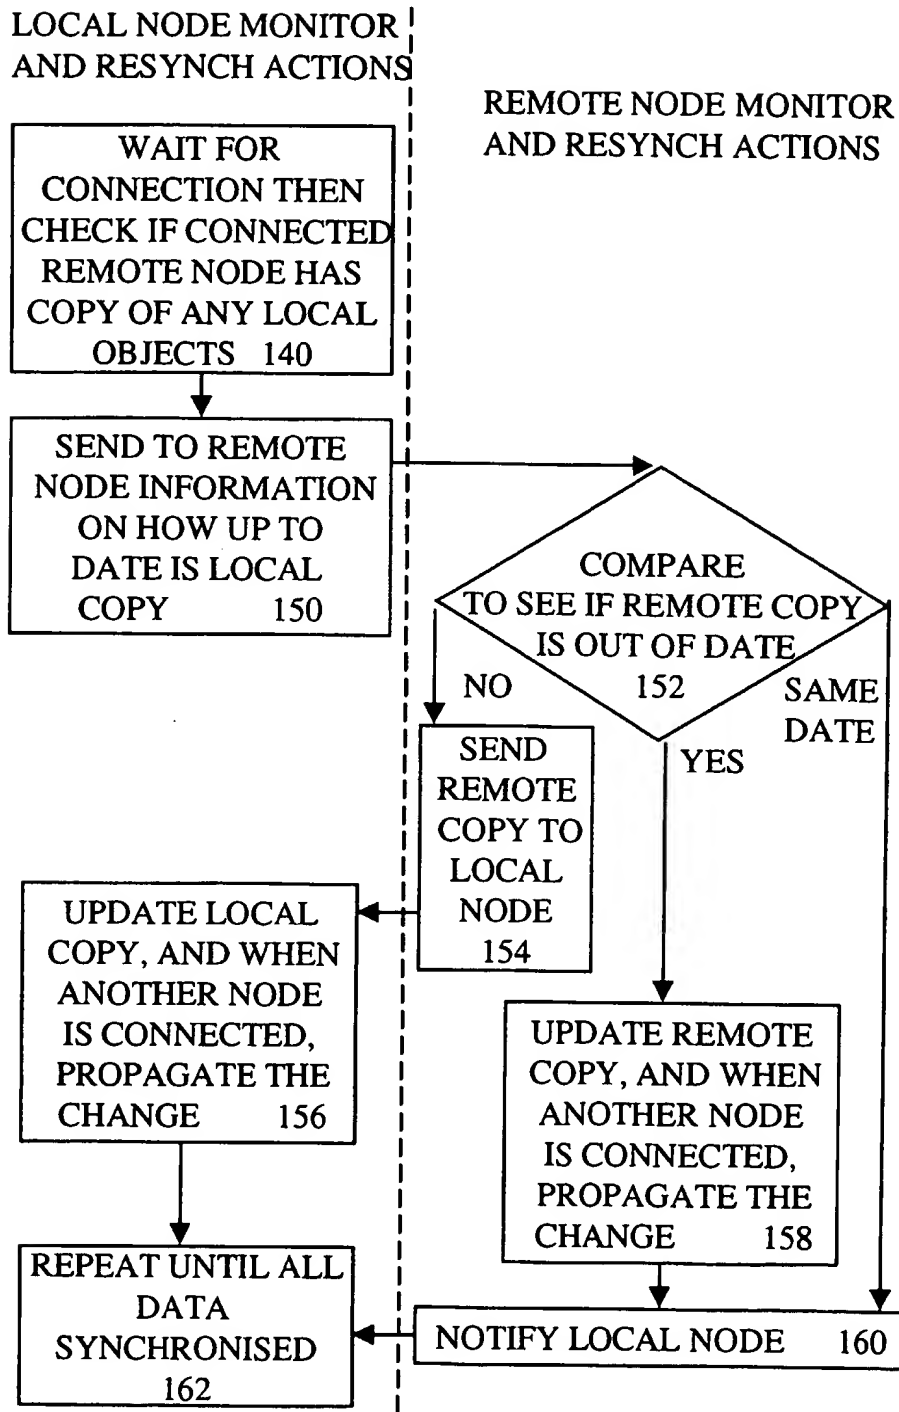 LOCAL NODE MONITOR
AND RESYNCH ACTIONS
REMOTE NODE MONITOR
AND RESYNCH ACTIONS
WAIT FOR
CONNECTION THEN
CHECK IF CONNECTED
REMOTE NODE HAS
COPY OF ANY LOCAL
OBJECTS 140
SEND TO REMOTE
NODE INFORMATION
ON HOW UP TO
DATE IS LOCAL
COPY 150
COMPARE
TO SEE IF REMOTE COPY
IS OUT OF DATE
152
NO
SAME
DATE
YES
SEND
REMOTE
COPY TO
LOCAL
NODE
154
UPDATE LOCAL
COPY, AND WHEN
ANOTHER NODE
IS CONNECTED,
PROPAGATE THE
CHANGE 156
UPDATE REMOTE
COPY, AND WHEN
ANOTHER NODE
IS CONNECTED,
PROPAGATE THE
CHANGE 158
REPEAT UNTIL ALL
DATA
SYNCHRONISED
162
NOTIFY LOCAL NODE 160